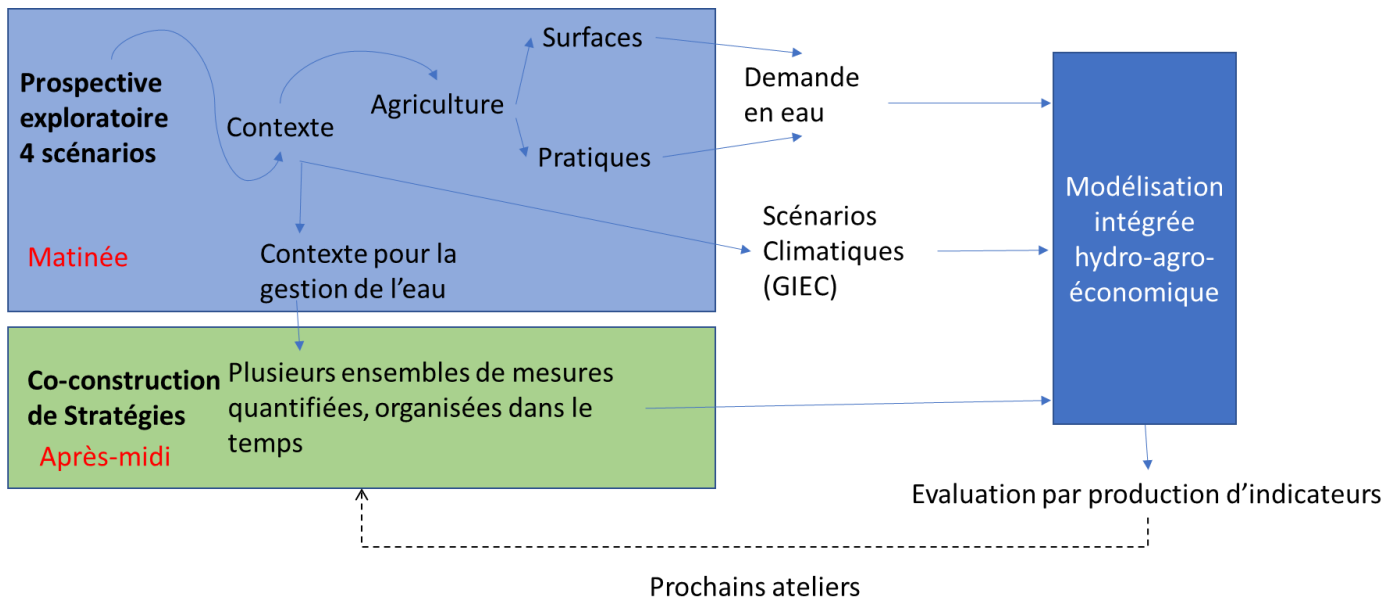 Prospective
exploratoire
4 scénarios
Matinée
Contexte
Agriculture
Surfaces
Pratiques
Contexte pour la
gestion de l’eau
Demande
en eau
Scénarios
Climatiques
(GIEC)
Modélisation
intégrée
hydro-agro-
économique
Co-construction
de Stratégies
Après-midi
Plusieurs ensembles de mesures
quantifiées, organisées dans le
temps
Evaluation par production d’indicateurs
Prochains ateliers